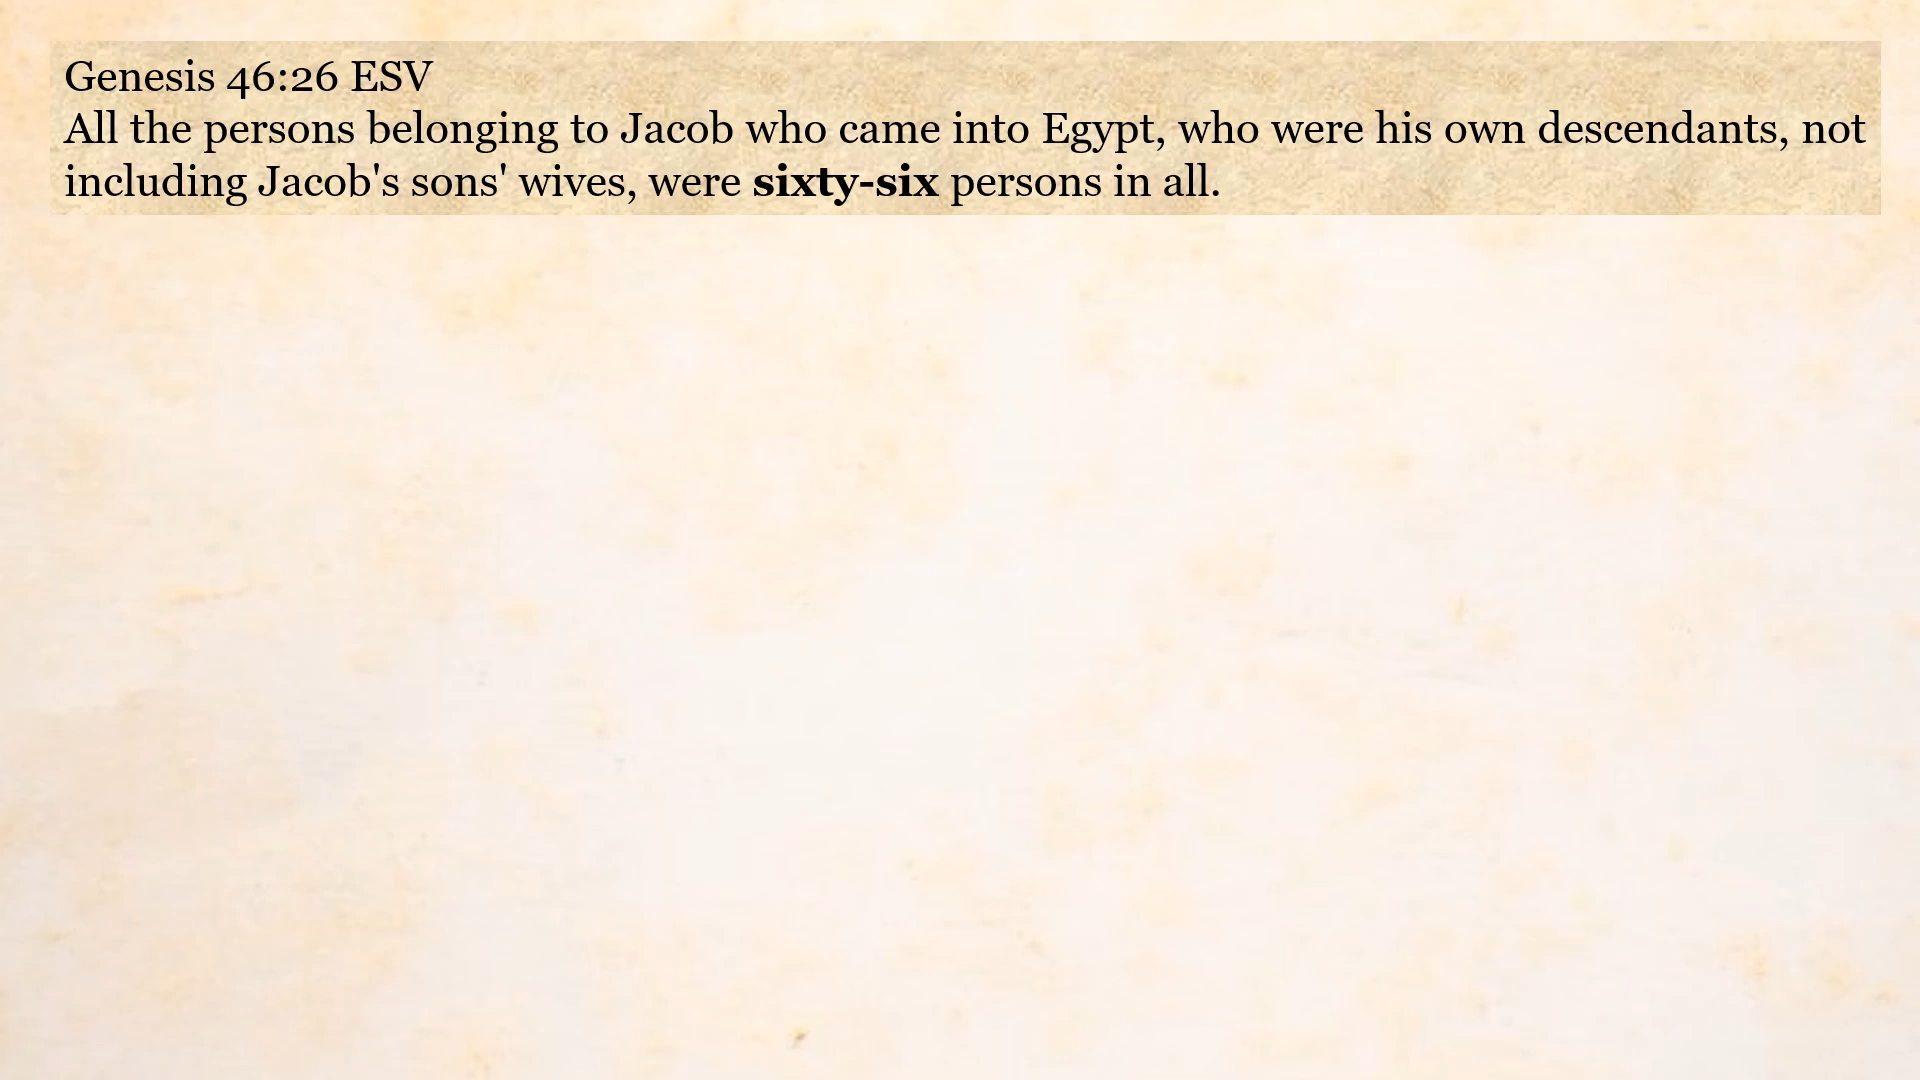 Genesis 46:26 ESV
All the persons belonging to Jacob who came into Egypt, who were his own descendants, not
including Jacob's sons' wives, were sixty-six persons in all.